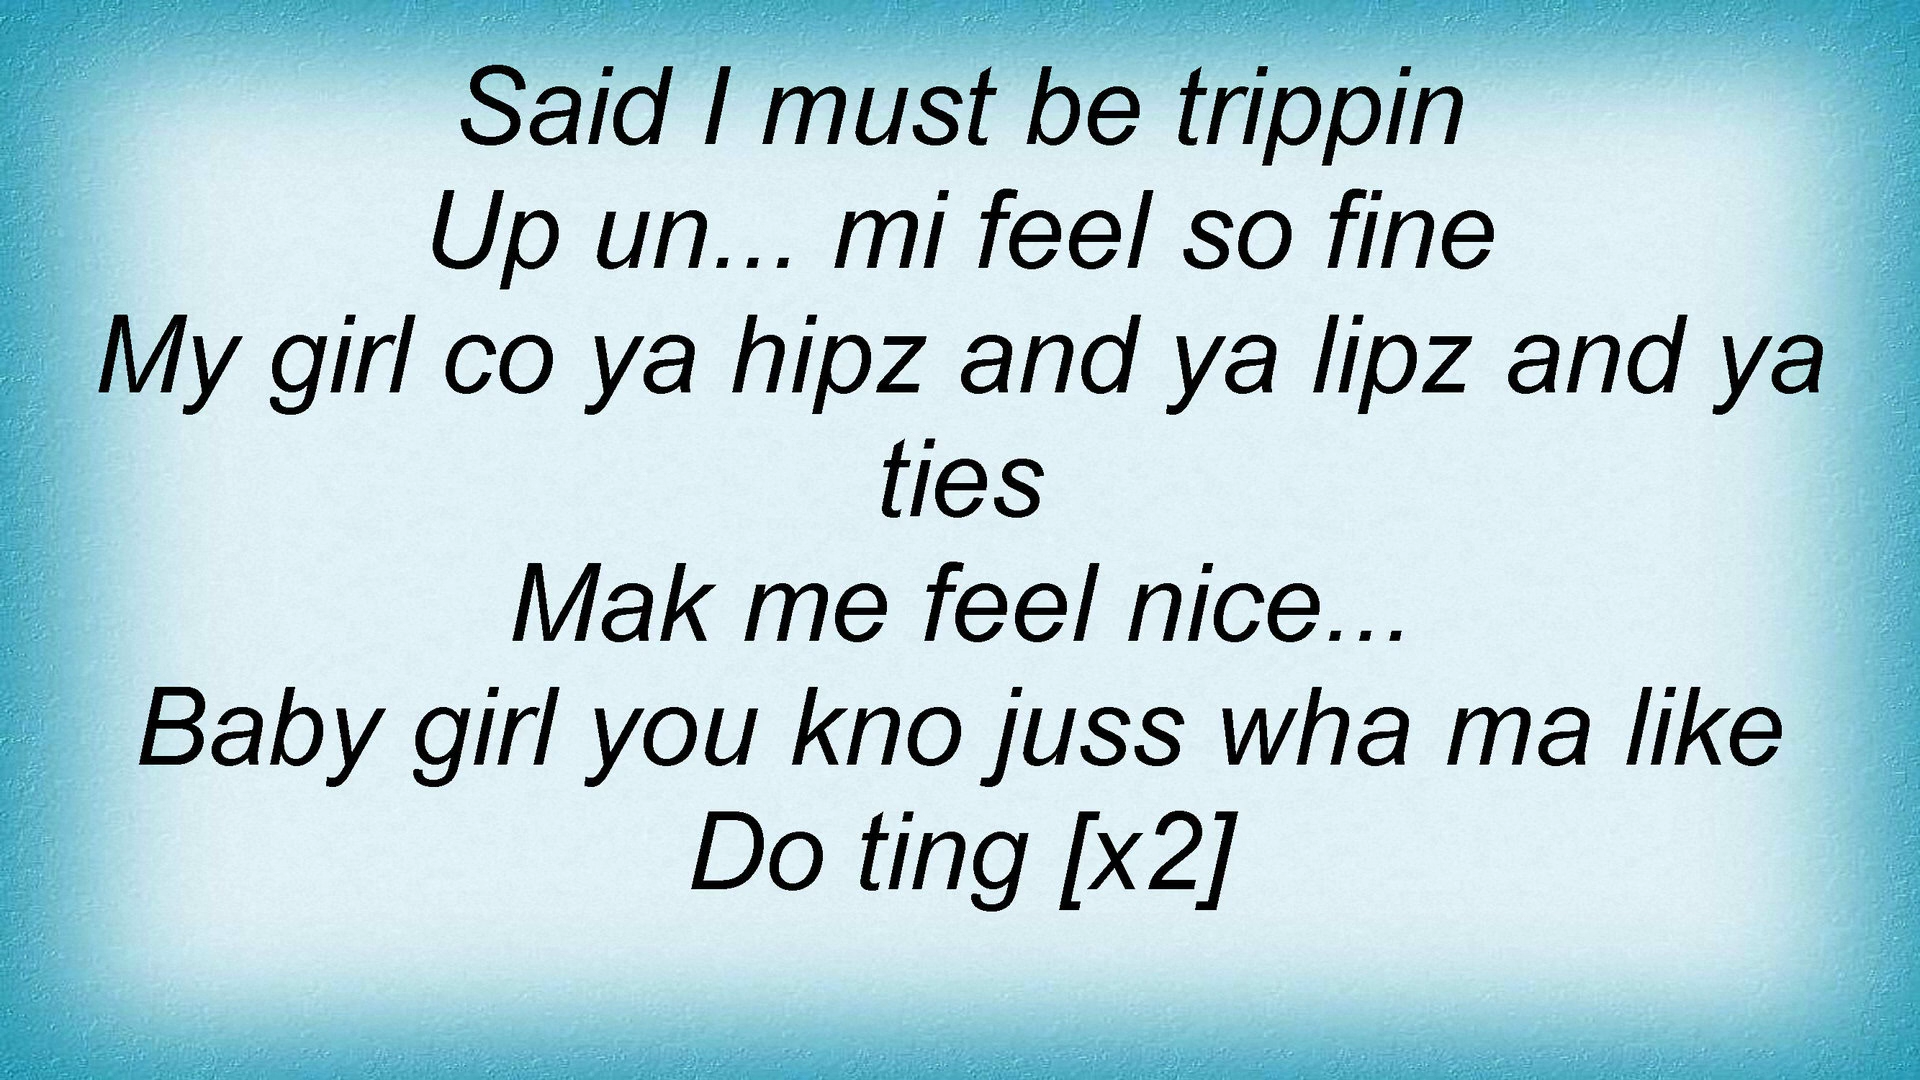 Said I must be trippin
Up un... mi feel so fine
My girl co ya hipz and ya lipz and ya
ties
Mak me feel nice...
Baby girl you kno juss wha ma like
Do ting [x2]